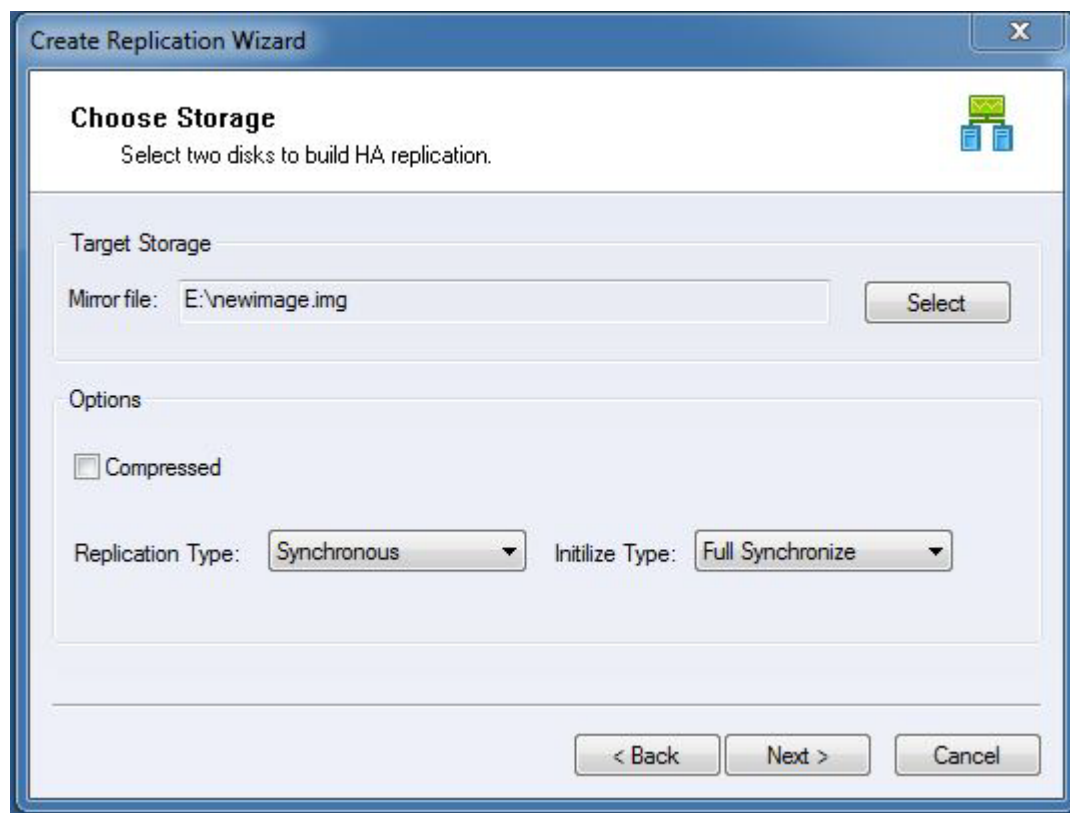 Create Replication Wizard
X
Choose Storage
Select two disks to build HA replication.
Target Storage
Mirror file: E:\newimage.img Select
Options
Compressed
Replication Type: Synchronous Initilize Type: Full Synchronize
< Back Next > Cancel